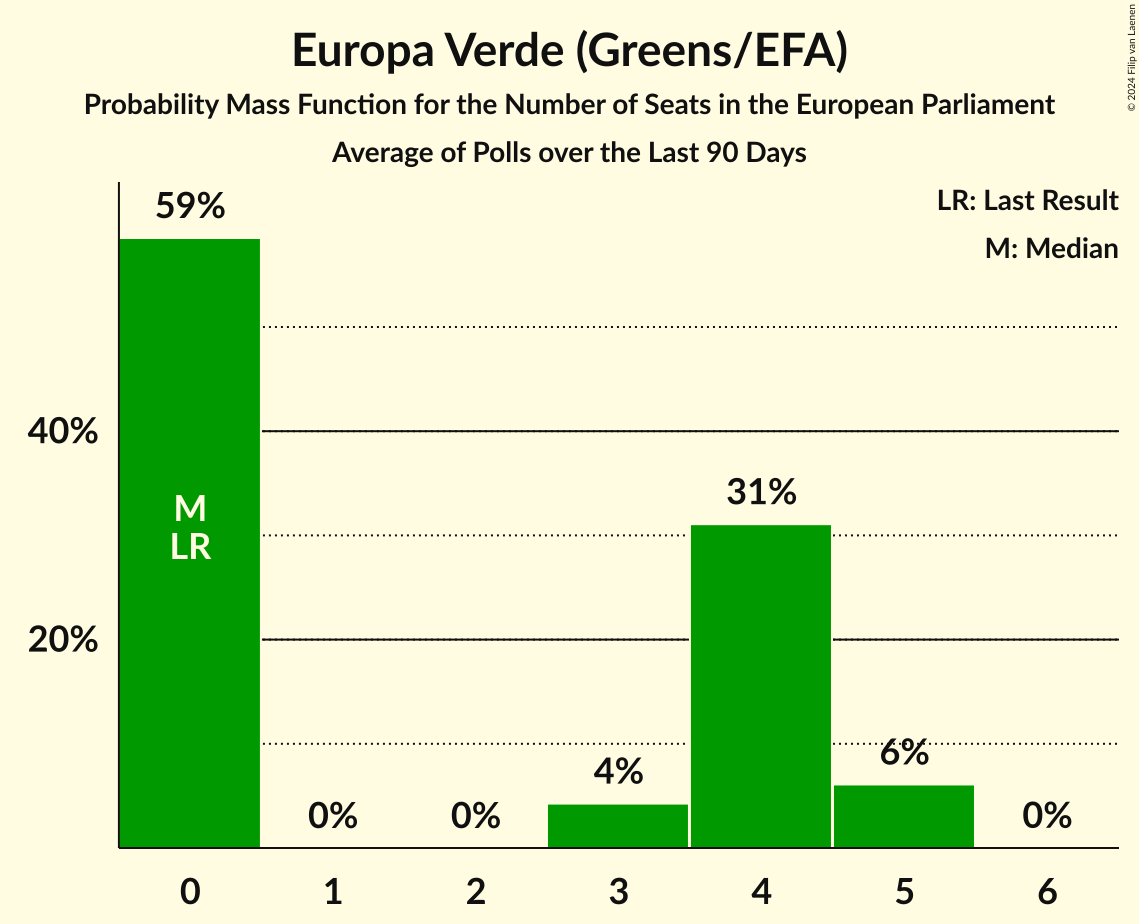 Europa Verde (Greens/EFA)
Probability Mass Function for the Number of Seats in the European Parliament
Average of Polls over the Last 90 Days
© 2024 Filip van Laenen
LR: Last Result
M: Median
59%
40%
20%
M
LR
0%
0%
4%
31%
6%
0%
0 1 2 3 4 5 6